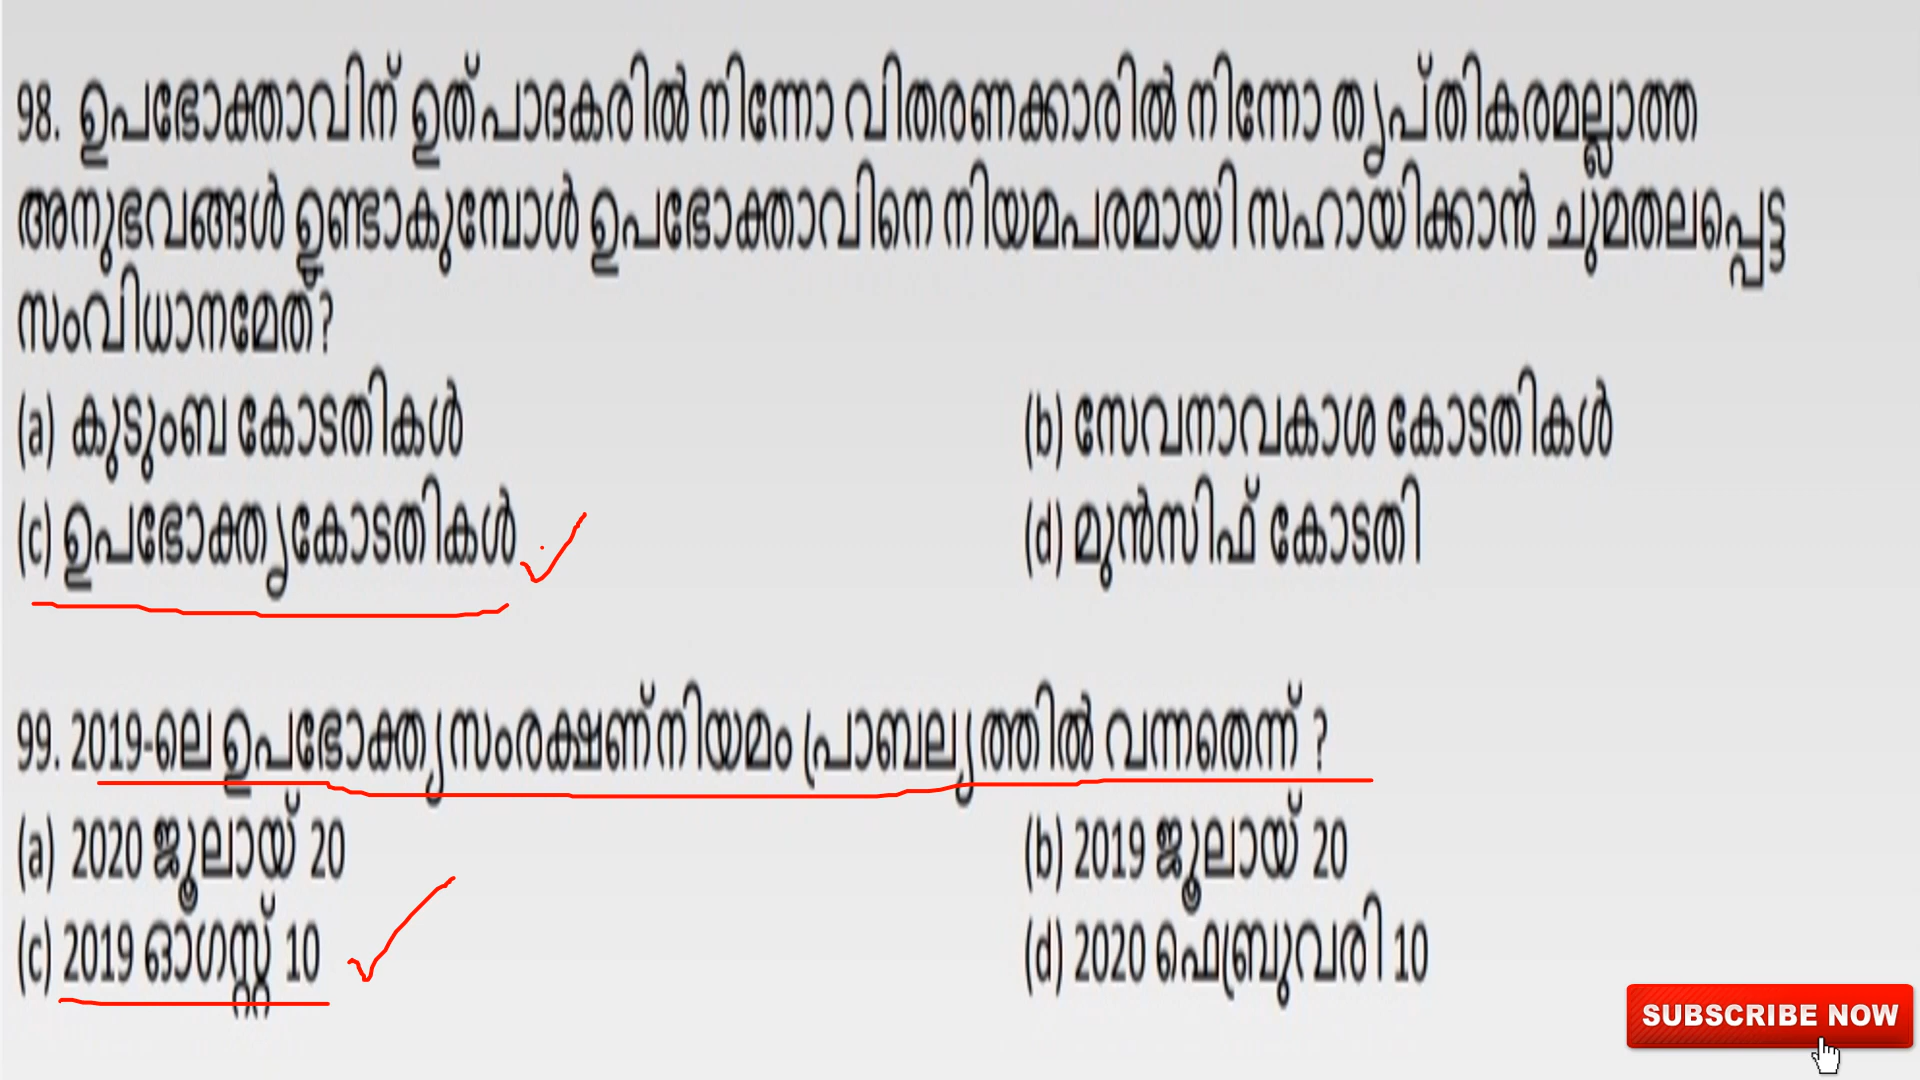 98. ഉപഭോക്താവിന് ഉത്പാദകരിൽ നിന്നോ വിതരണക്കാരിൽ നിന്നോ തൃപ്തികരമല്ലാത്ത
അനുഭവങ്ങൾ ഉണ്ടാകുമ്പോൾ ഉപഭോക്താവിനെ നിയമപരമായി സഹായിക്കാൻ ചുമതലപ്പെട്ട
സംവിധാനമേത്?
(a) കുടുംബ കോടതികൾ (b) സേവനാവകാശ കോടതികൾ
(c) ഉപഭോക്തൃകോടതികൾ (d) മുൻസിഫ് കോടതി
99. 2019-ലെ ഉപഭോക്തൃസംരക്ഷണ്നിയമം പ്രാബല്യത്തിൽ വന്നതെന്ന് ?
(a) 2020 ജൂലായ് 20 (b) 2019 ജൂലായ് 20
(c) 2019 ഓഗസ്റ്റ് 10 (d) 2020 ഫെബ്രുവരി 10
SUBSCRIBE NOW